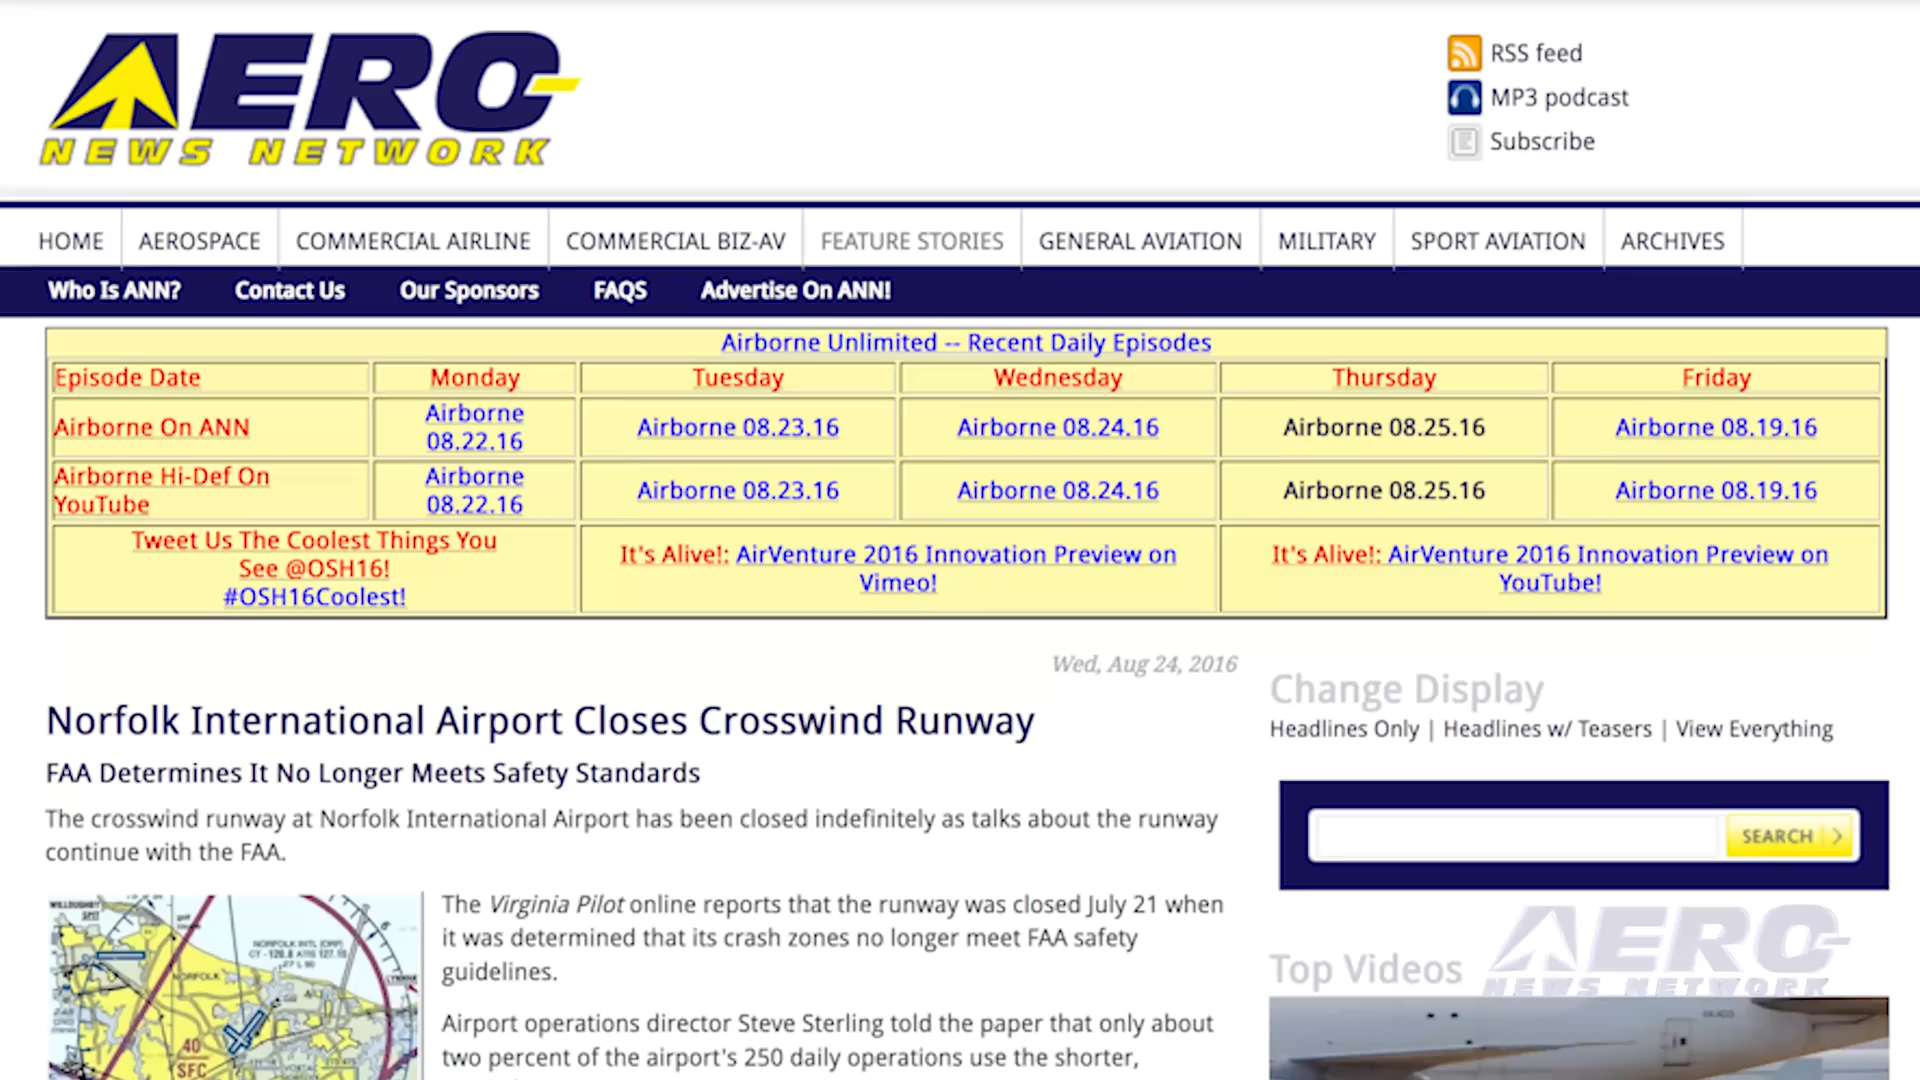 AERO
NEWS NETWORK
RSS feed
MP3 podcast
Subscribe
HOME AEROSPACE COMMERCIAL AIRLINE COMMERCIAL BIZ-AV FEATURE STORIES GENERAL AVIATION MILITARY SPORT AVIATION ARCHIVES
Who Is ANN? Contact Us Our Sponsors FAQS Advertise On ANN!
Airborne Unlimited -- Recent Daily Episodes
Episode Date Monday Tuesday Wednesday Thursday Friday
Airborne On ANN Airborne 08.22.16 Airborne 08.23.16 Airborne 08.24.16 Airborne 08.25.16 Airborne 08.19.16
Airborne Hi-Def On YouTube Airborne 08.22.16 Airborne 08.23.16 Airborne 08.24.16 Airborne 08.25.16 Airborne 08.19.16
Tweet Us The Coolest Things You
See @OSH16!
#OSH16Coolest!
It's Alive!: AirVenture 2016 Innovation Preview on
Vimeo!
It's Alive!: AirVenture 2016 Innovation Preview on
YouTube!
Wed, Aug 24, 2016
Norfolk International Airport Closes Crosswind Runway
FAA Determines It No Longer Meets Safety Standards
The crosswind runway at Norfolk International Airport has been closed indefinitely as talks about the runway
continue with the FAA.
The Virginia Pilot online reports that the runway was closed July 21 when
it was determined that its crash zones no longer meet FAA safety
guidelines.
Airport operations director Steve Sterling told the paper that only about
two percent of the airport's 250 daily operations use the shorter,
NORFOLK INTL (ORF)
NORFOLK
40
SFC
Change Display
Headlines Only | Headlines w/ Teasers | View Everything
SEARCH
Top Videos
AERO
NEWS NETWORK